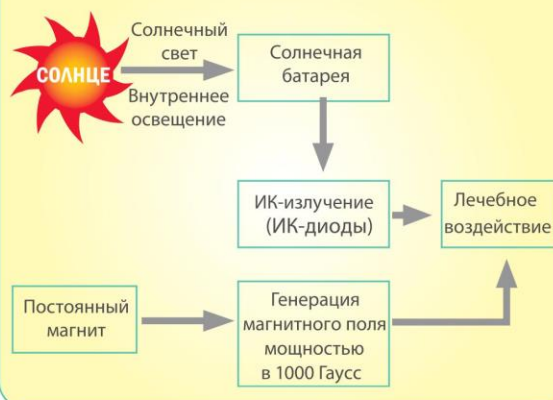 Солнечный
свет
СОЛНЦЕ
Внутреннее
освещение
Солнечная
батарея
ИК-излучение
(ИК-диоды)
Лечебное
воздействие
Постоянный
магнит
Генерация
магнитного поля
мощностью
в 1000 Гаусс